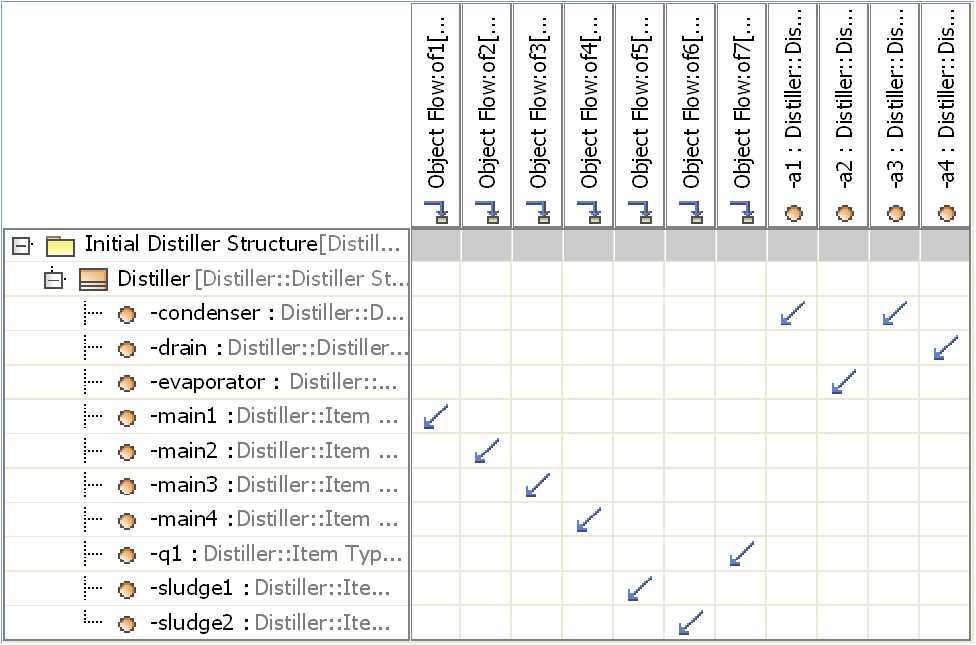 Object Flow:of1[...
Object Flow:of2[...
Object Flow:of3[...
Object Flow:of4[...
Object Flow:of5[...
Object Flow:of6[...
Object Flow:of7[...
-a1 : Distiller::Dis...
-a2 : Distiller::Dis...
-a3 : Distiller::Dis...
-a4 : Distiller::Dis...
Initial Distiller Structure[Distill...
Distiller [Distiller::Distiller St...
-condenser : Distiller::D...
-drain : Distiller::Distiller...
-evaporator : Distiller::...
-main1 :Distiller::Item ...
-main2 :Distiller::Item ...
-main3 :Distiller::Item ...
-main4 :Distiller::Item ...
-q1 : Distiller::Item Typ...
-sludge1 : Distiller::Ite...
-sludge2 : Distiller::Ite...